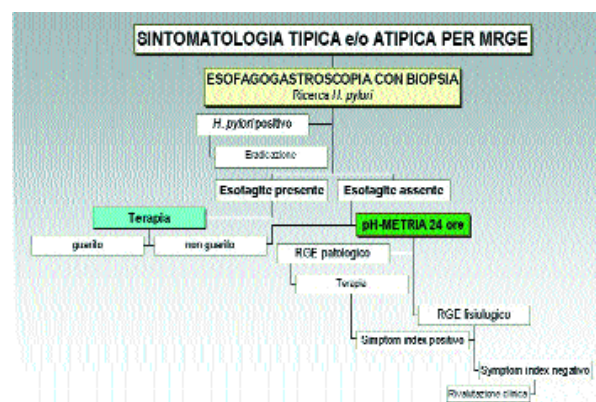 SINTOMATOLOGIA TIPICA e/o ATIPICA PER MRGE
ESOFAGOGASTROSCOPIA CON BIOPSIA
Ricerca H. pylori
H. pylori positivo
Eradicazione
Esofagite presente
Esofagite assente
Terapia
pH-METRIA 24 ore
guarito
non guarito
RGE patologico
Terapia
RGE fisiologico
Simptom index positivo
Symptom index negativo
Rivalutazione clinica